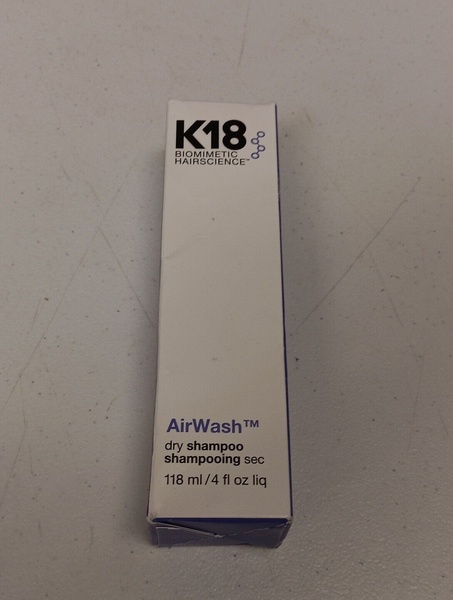 K18
BIOMIMETIC
HAIRSCIENCE™
AirWash™
dry shampoo
shampooing sec
118 ml/4 fl oz liq